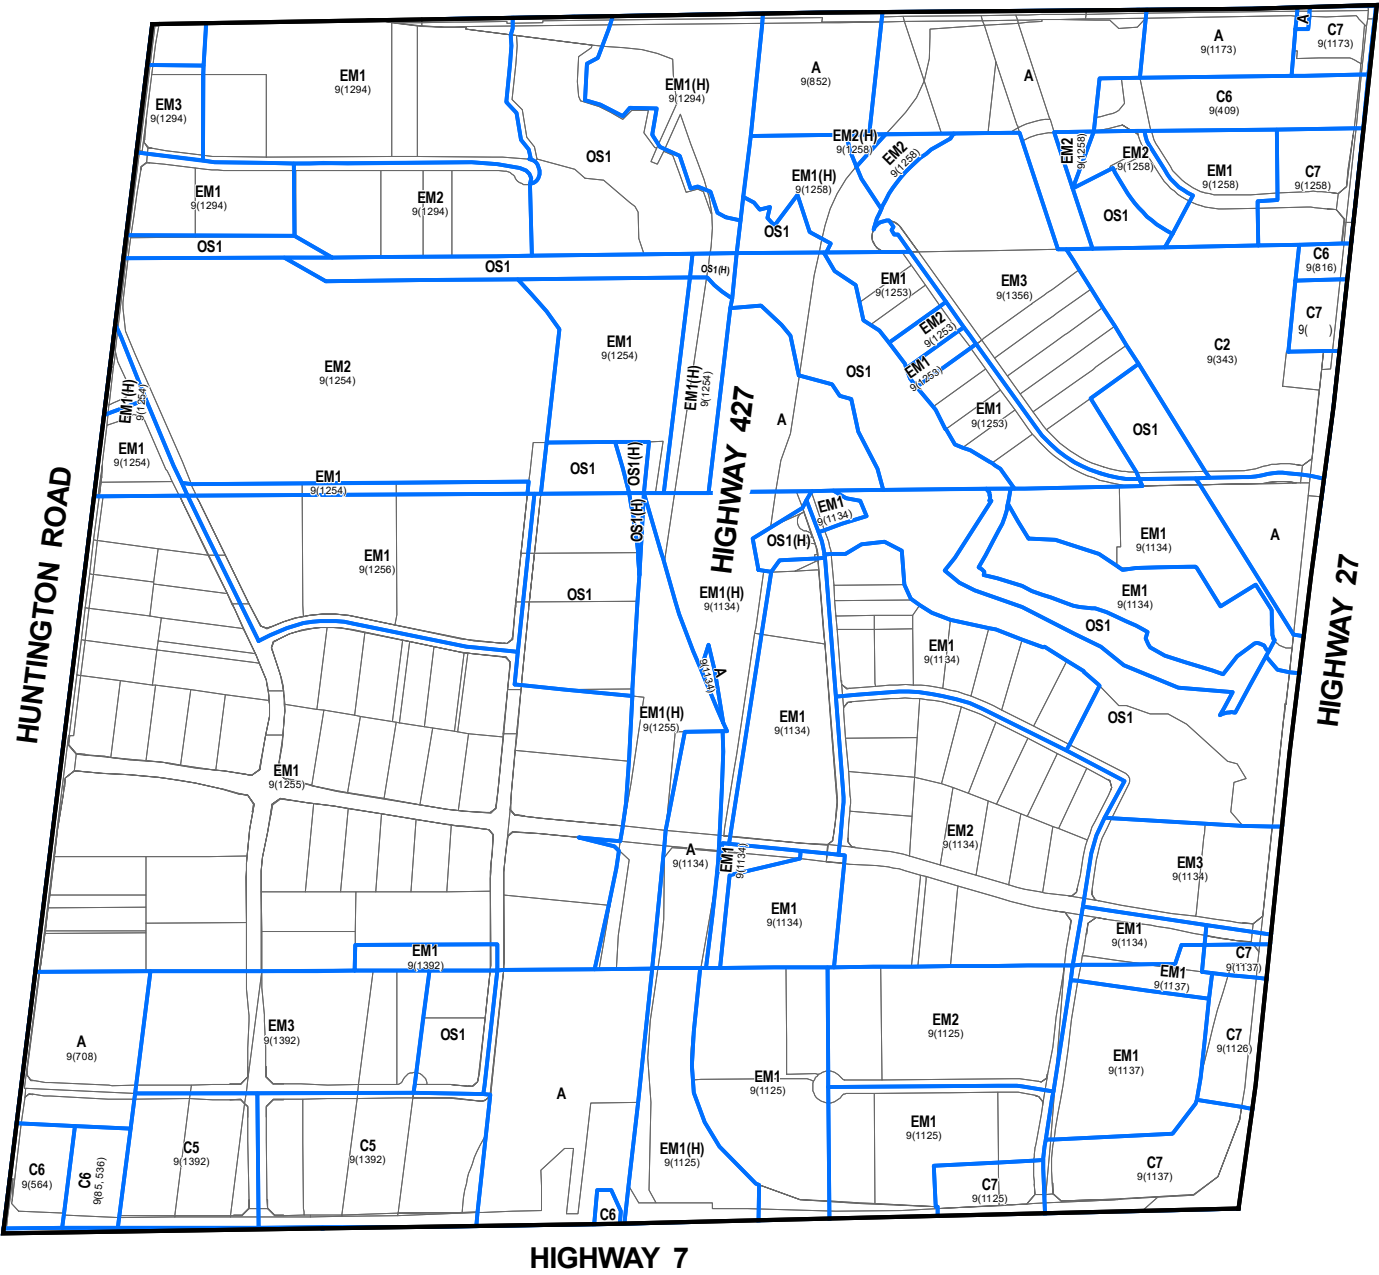 A
C7
9(1173)
A
9(1173)
EM1
9(1294)
EM1(H)
9(1294)
A
9(852)
A
C6
9(409)
EM3
9(1294)
EM2(H)
9(1258)
EM2
9(1258)
EM2
9(1258)
EM2
9(1258)
OS1
EM1(H)
9(1258)
EM1
9(1258)
C7
9(1258)
EM1
9(1294)
EM2
9(1294)
OS1
OS1
OS1
OS1
OS1(H)
C6
9(816)
EM1
9(1253)
EM3
9(1356)
C7
9( )
EM2
9(1253)
EM1
9(1254)
C2
9(343)
EM2
9(1254)
EM1
9(1253)
OS1
EM1(H)
9(1254)
EM1(H)
9(1254)
HIGHWAY 427
A
EM1
9(1253)
OS1
EM1
9(1254)
OS1
OS1(H)
EM1
9(1254)
OS1(H)
EM1
9(1134)
OS1(H)
EM1
9(1134)
A
HUNTINGTON ROAD
EM1
9(1256)
OS1
EM1(H)
9(1134)
EM1
9(1134)
OS1
HIGHWAY 27
EM1
9(1134)
A
9(1134)
EM1(H)
9(1255)
EM1
9(1134)
OS1
EM1
9(1255)
EM2
9(1134)
A
9(1134)
EM1
9(1134)
EM3
9(1134)
EM1
9(1134)
EM1
9(1134)
EM1
9(1392)
C7
9(1137)
EM1
9(1137)
A
9(708)
EM3
9(1392)
OS1
EM2
9(1125)
C7
9(1126)
EM1
9(1137)
EM1
9(1125)
A
EM1
9(1125)
C5
9(1392)
C5
9(1392)
EM1(H)
9(1125)
C6
9(564)
C6
9(85, 536)
C7
9(1137)
C7
9(1125)
C6
HIGHWAY 7